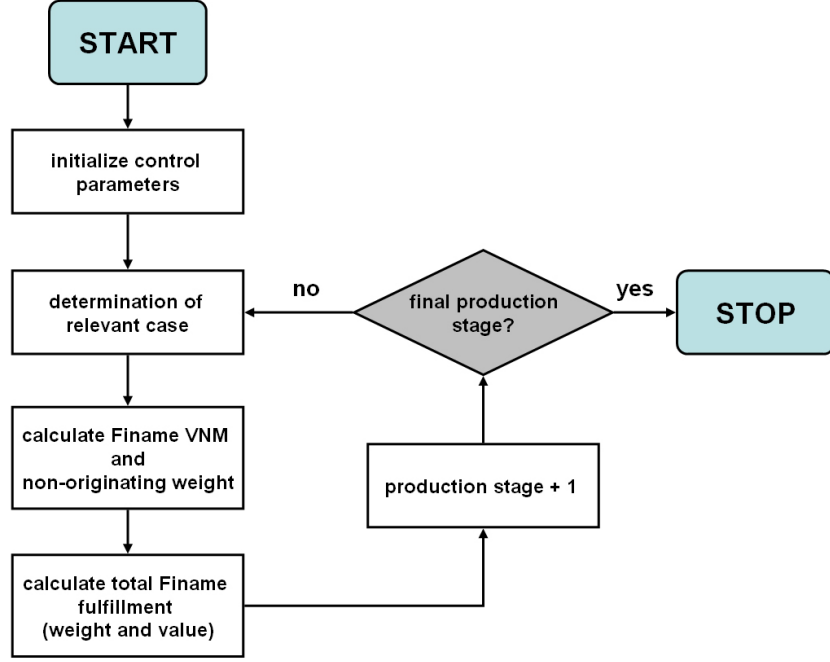 START
initialize control
parameters
determination of
relevant case
no
final production
stage?
yes
STOP
calculate Finame VNM
and
non-originating weight
production stage + 1
calculate total Finame
fulfillment
(weight and value)